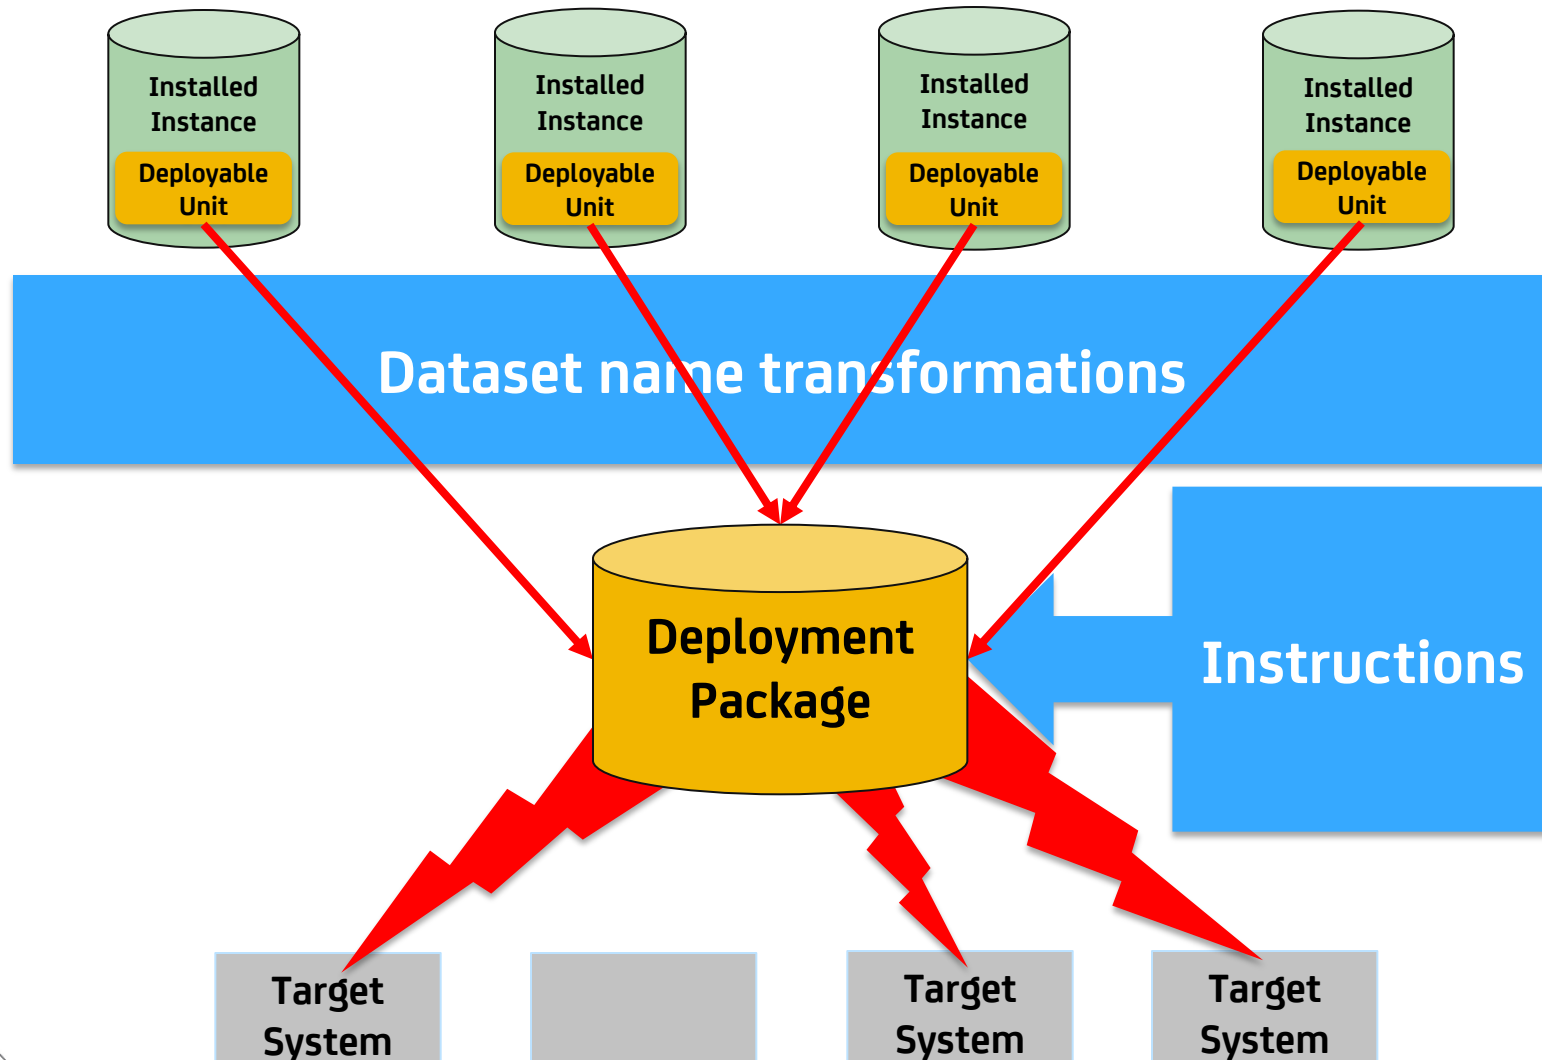 Installed
Instance
Deployable
Unit
Installed
Instance
Deployable
Unit
Installed
Instance
Deployable
Unit
Installed
Instance
Deployable
Unit
Dataset name transformations
Deployment
Package
Instructions
Target
System
Target
System
Target
System